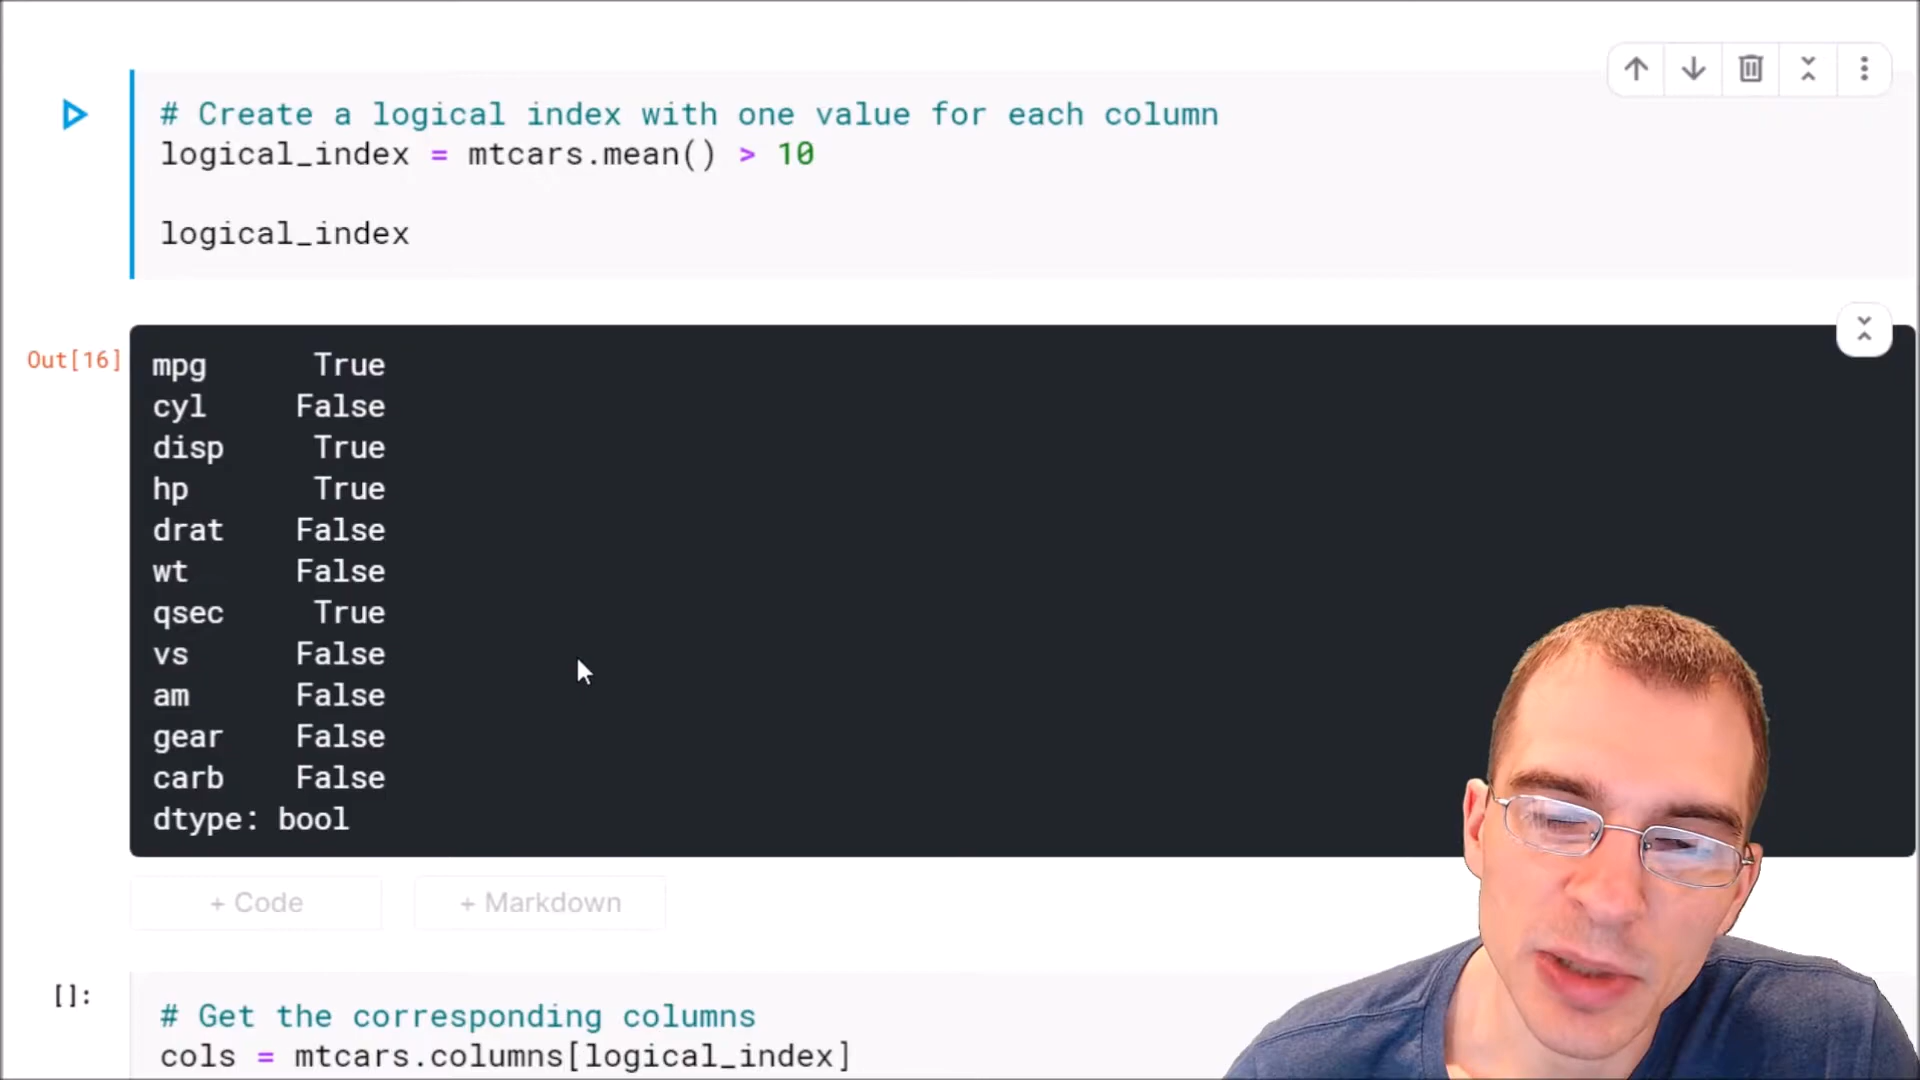 # Create a logical index with one value for each column
logical_index = mtcars.mean() > 10
logical_index
Out[16]
mpg True
cyl False
disp True
hp True
drat False
wt False
qsec True
vs False
am False
gear False
carb False
dtype: bool
+ Code + Markdown
[]:
# Get the corresponding columns
cols = mtcars.columns[logical_index]